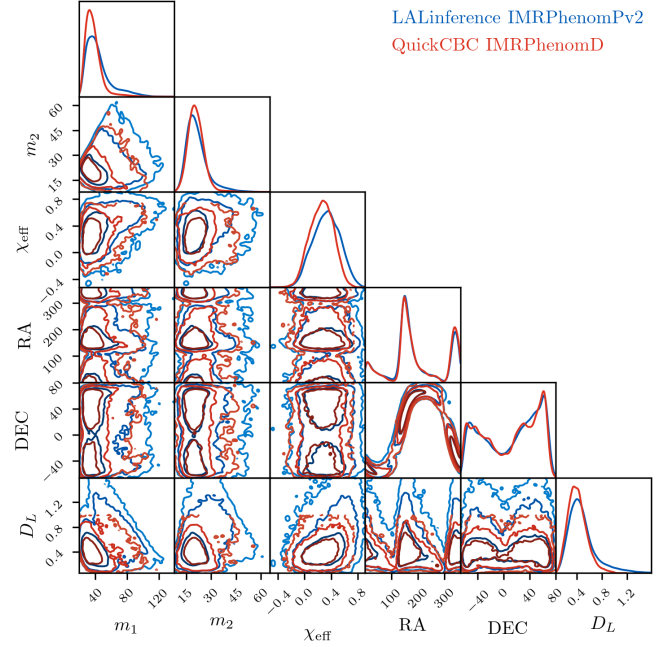 LALinference IMRPhenomPv2
QuickCBC IMRPhenomD
m2
60
45
30
15
χeff
0.8
0.4
0.0
−0.4
RA
300
200
100
DEC
80
40
0
−40
DL
1.2
0.8
0.4
40 80 120 15 30 45 60 −0.4 0.0 0.4 0.8 100 200 300 −40 0 40 80 0.4 0.8 1.2
m1 m2 χeff RA DEC DL